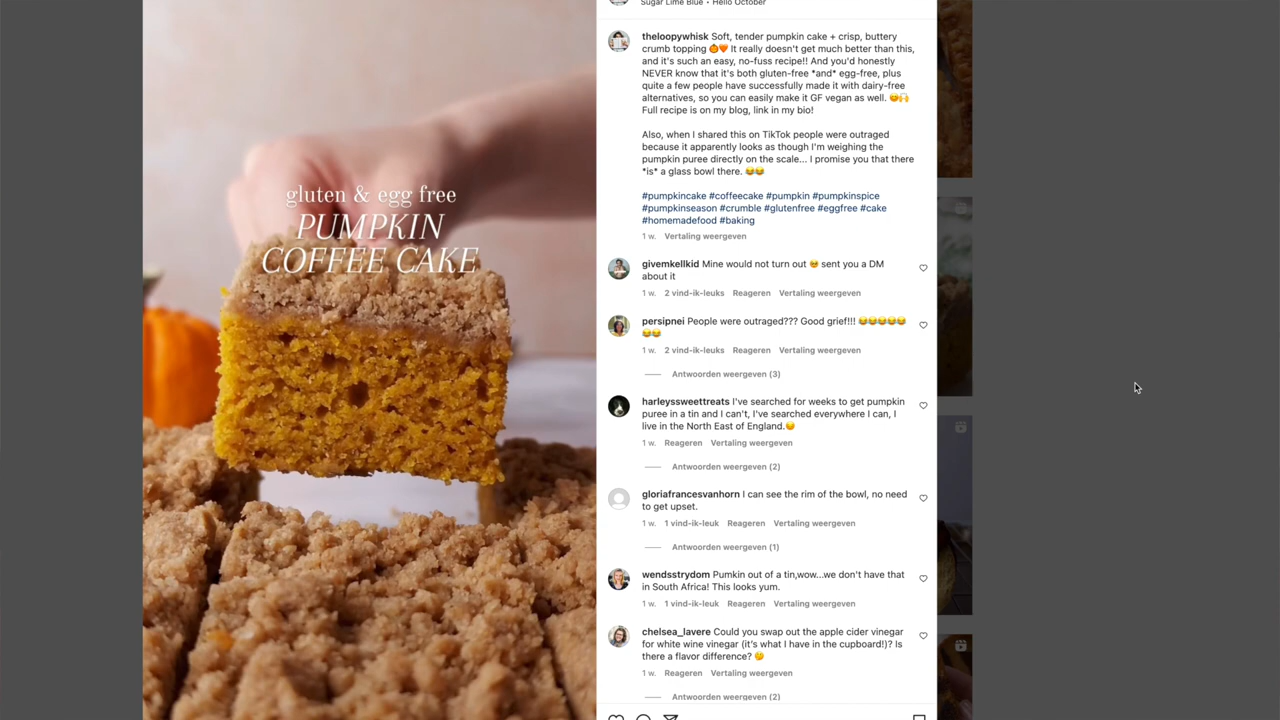 gluten & egg free
PUMPKIN
COFFEE CAKE
Sugar Lime Blue • Hello October
theloopywhisk Soft, tender pumpkin cake + crisp, buttery
crumb topping 🎃🧡 It really doesn't get much better than this,
and it's such an easy, no-fuss recipe!! And you'd honestly
NEVER know that it's both gluten-free *and* egg-free, plus
quite a few people have successfully made it with dairy-free
alternatives, so you can easily make it GF vegan as well. 😊🙌
Full recipe is on my blog, link in my bio!
Also, when I shared this on TikTok people were outraged
because it apparently looks as though I'm weighing the
pumpkin puree directly on the scale... I promise you that there
*is* a glass bowl there. 😂😂
#pumpkincake #coffeecake #pumpkin #pumpkinspice
#pumpkinseason #crumble #glutenfree #eggfree #cake
#homemadefood #baking
1 w. Vertaling weergeven
givemkellkid Mine would not turn out 🥺 sent you a DM
about it
1 w. 2 vind-ik-leuks Reageren Vertaling weergeven
persipnei People were outraged??? Good grief!!! 😂😂😂😂😂
😂😂
1 w. 2 vind-ik-leuks Reageren Vertaling weergeven
Antwoorden weergeven (3)
harleyssweettreats I've searched for weeks to get pumpkin
puree in a tin and I can't, I've searched everywhere I can, I
live in the North East of England.😔
1 w. Reageren Vertaling weergeven
Antwoorden weergeven (2)
gloriafrancesvanhorn I can see the rim of the bowl, no need
to get upset.
1 w. 1 vind-ik-leuk Reageren Vertaling weergeven
Antwoorden weergeven (1)
wendsstrydom Pumkin out of a tin,wow...we don't have that
in South Africa! This looks yum.
1 w. 1 vind-ik-leuk Reageren Vertaling weergeven
chelsea_lavere Could you swap out the apple cider vinegar
for white wine vinegar (it's what I have in the cupboard!)? Is
there a flavor difference? 🤔
1 w. Reageren Vertaling weergeven
Antwoorden weergeven (2)